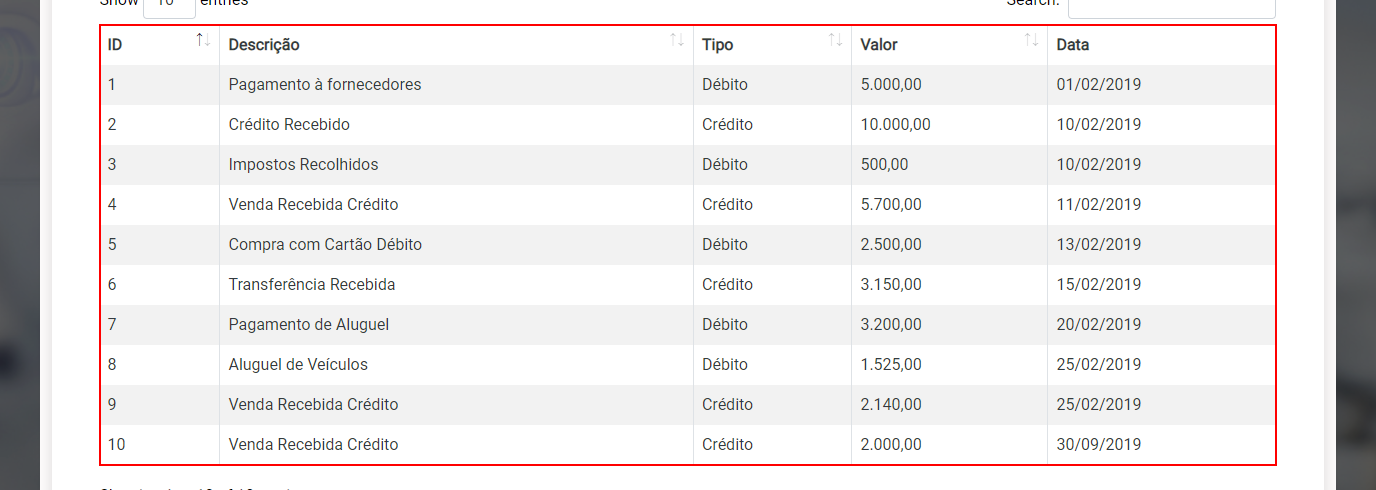 Show 10 entries Search:
ID Descrição Tipo Valor Data
1 Pagamento à fornecedores Débito 5.000,00 01/02/2019
2 Crédito Recebido Crédito 10.000,00 10/02/2019
3 Impostos Recolhidos Débito 500,00 10/02/2019
4 Venda Recebida Crédito Crédito 5.700,00 11/02/2019
5 Compra com Cartão Débito Débito 2.500,00 13/02/2019
6 Transferência Recebida Crédito 3.150,00 15/02/2019
7 Pagamento de Aluguel Débito 3.200,00 20/02/2019
8 Aluguel de Veículos Débito 1.525,00 25/02/2019
9 Venda Recebida Crédito Crédito 2.140,00 25/02/2019
10 Venda Recebida Crédito Crédito 2.000,00 30/09/2019